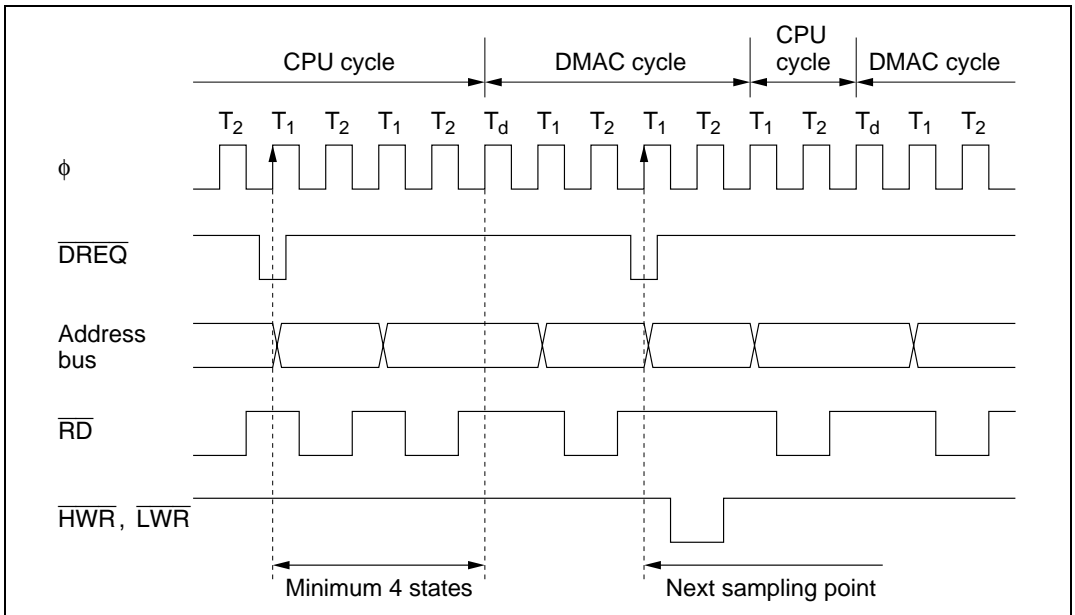 CPU cycle DMAC cycle CPU cycle DMAC cycle
T2 T1 T2 T1 T2 Td T1 T2 T1 T2 T1 T2 Td T1 T2
ϕ
DREQ
Address
bus
RD
HWR, LWR
Minimum 4 states Next sampling point